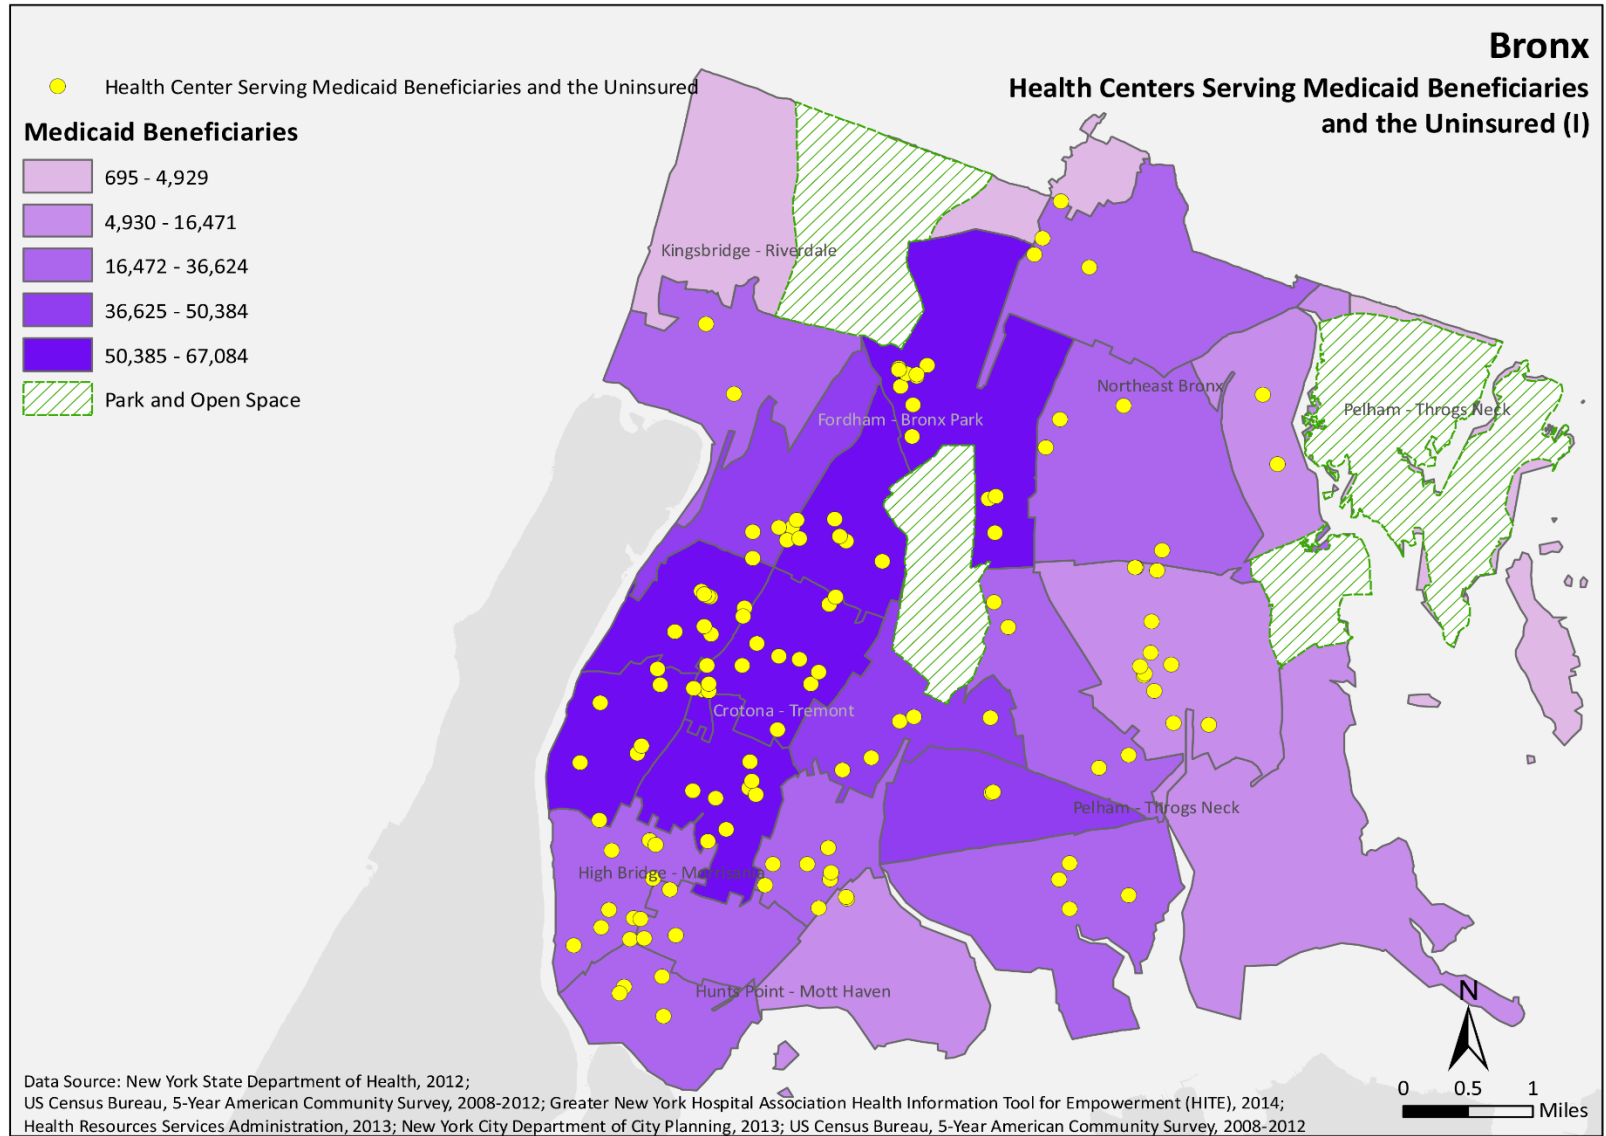 Bronx
Health Centers Serving Medicaid Beneficiaries
and the Uninsured (I)
Health Center Serving Medicaid Beneficiaries and the Uninsured
Medicaid Beneficiaries
695 - 4,929
4,930 - 16,471
16,472 - 36,624
36,625 - 50,384
50,385 - 67,084
Park and Open Space
Kingsbridge - Riverdale
Northeast Bronx
Pelham - Throgs Neck
Fordham - Bronx Park
Crotona - Tremont
Pelham - Throgs Neck
High Bridge - Morrisania
Hunts Point - Mott Haven
N
0 0.5 1
Miles
Data Source: New York State Department of Health, 2012;
US Census Bureau, 5-Year American Community Survey, 2008-2012; Greater New York Hospital Association Health Information Tool for Empowerment (HITE), 2014;
Health Resources Services Administration, 2013; New York City Department of City Planning, 2013; US Census Bureau, 5-Year American Community Survey, 2008-2012